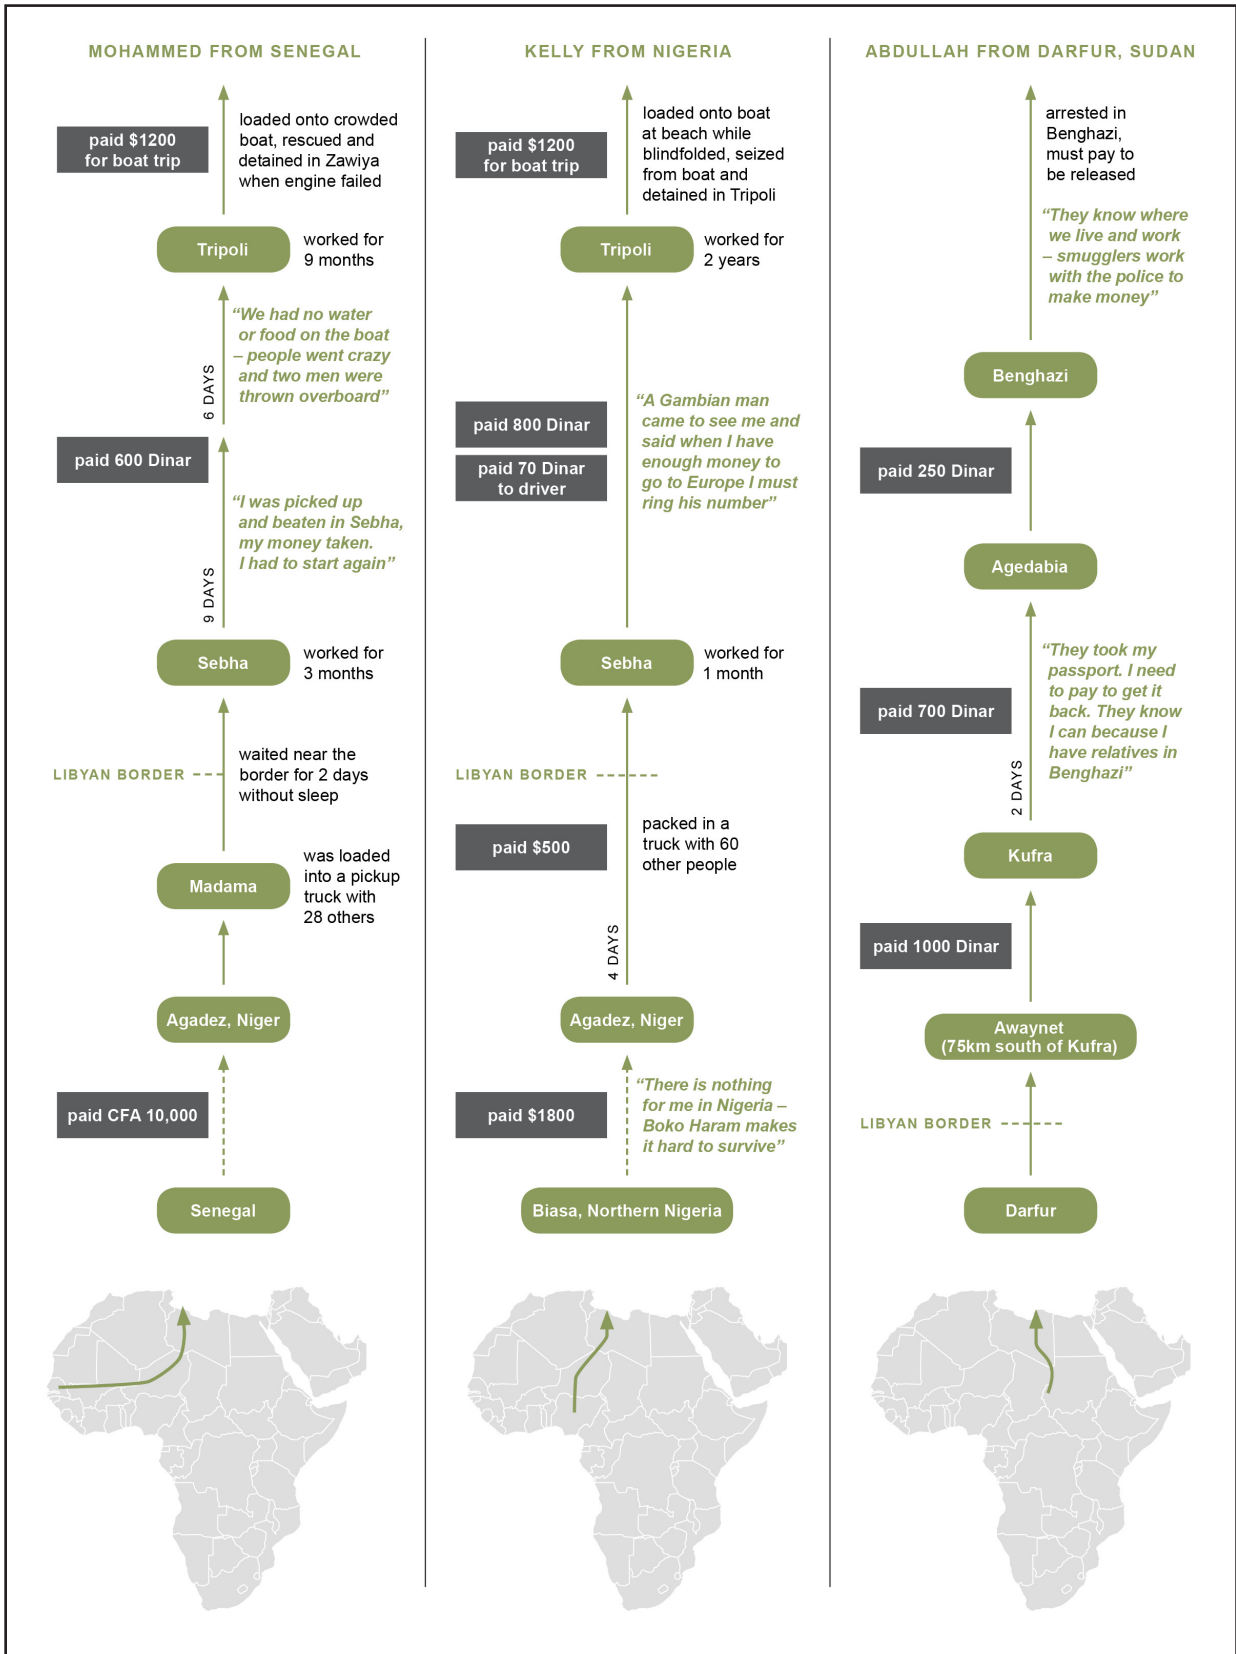 MOHAMMED FROM SENEGAL
paid $1200
for boat trip
loaded onto crowded
boat, rescued and
detained in Zawiya
when engine failed
Tripoli
worked for
9 months
“We had no water
or food on the boat
– people went crazy
and two men were
thrown overboard”
6 DAYS
paid 600 Dinar
“I was picked up
and beaten in Sebha,
my money taken.
I had to start again”
9 DAYS
Sebha
worked for
3 months
LIBYAN BORDER
waited near the
border for 2 days
without sleep
Madama
was loaded
into a pickup
truck with
28 others
Agadez, Niger
paid CFA 10,000
Senegal
KELLY FROM NIGERIA
paid $1200
for boat trip
loaded onto boat
at beach while
blindfolded, seized
from boat and
detained in Tripoli
Tripoli
worked for
2 years
paid 800 Dinar
paid 70 Dinar
to driver
“A Gambian man
came to see me and
said when I have
enough money to
go to Europe I must
ring his number”
Sebha
worked for
1 month
LIBYAN BORDER
paid $500
packed in a
truck with 60
other people
4 DAYS
Agadez, Niger
paid $1800
“There is nothing
for me in Nigeria –
Boko Haram makes
it hard to survive”
Biasa, Northern Nigeria
ABDULLAH FROM DARFUR, SUDAN
arrested in
Benghazi,
must pay to
be released
“They know where
we live and work
– smugglers work
with the police to
make money”
Benghazi
paid 250 Dinar
Agedabia
“They took my
passport. I need
to pay to get it
back. They know
I can because I
have relatives in
Benghazi”
paid 700 Dinar
2 DAYS
Kufra
paid 1000 Dinar
Awaynet
(75km south of Kufra)
LIBYAN BORDER
Darfur